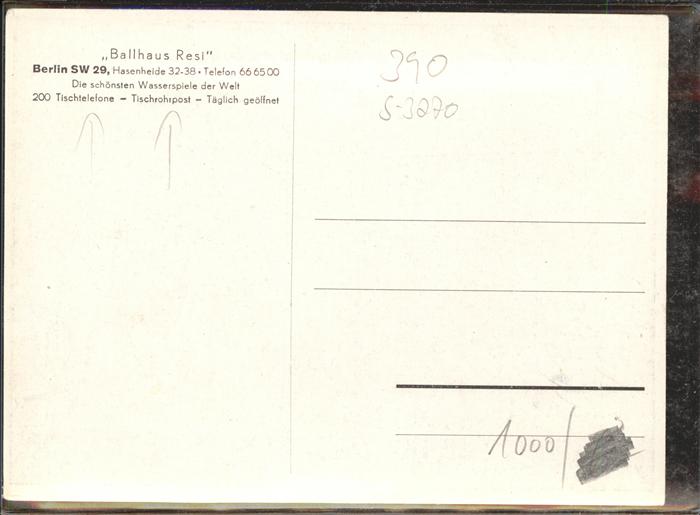 „Ballhaus Resi"
Berlin SW 29, Hasenheide 32-38 • Telefon 66 65 00
Die schönsten Wasserspiele der Welt
200 Tischtelefone – Tischrohrpost – Täglich geöffnet
390
S-3270
1000/